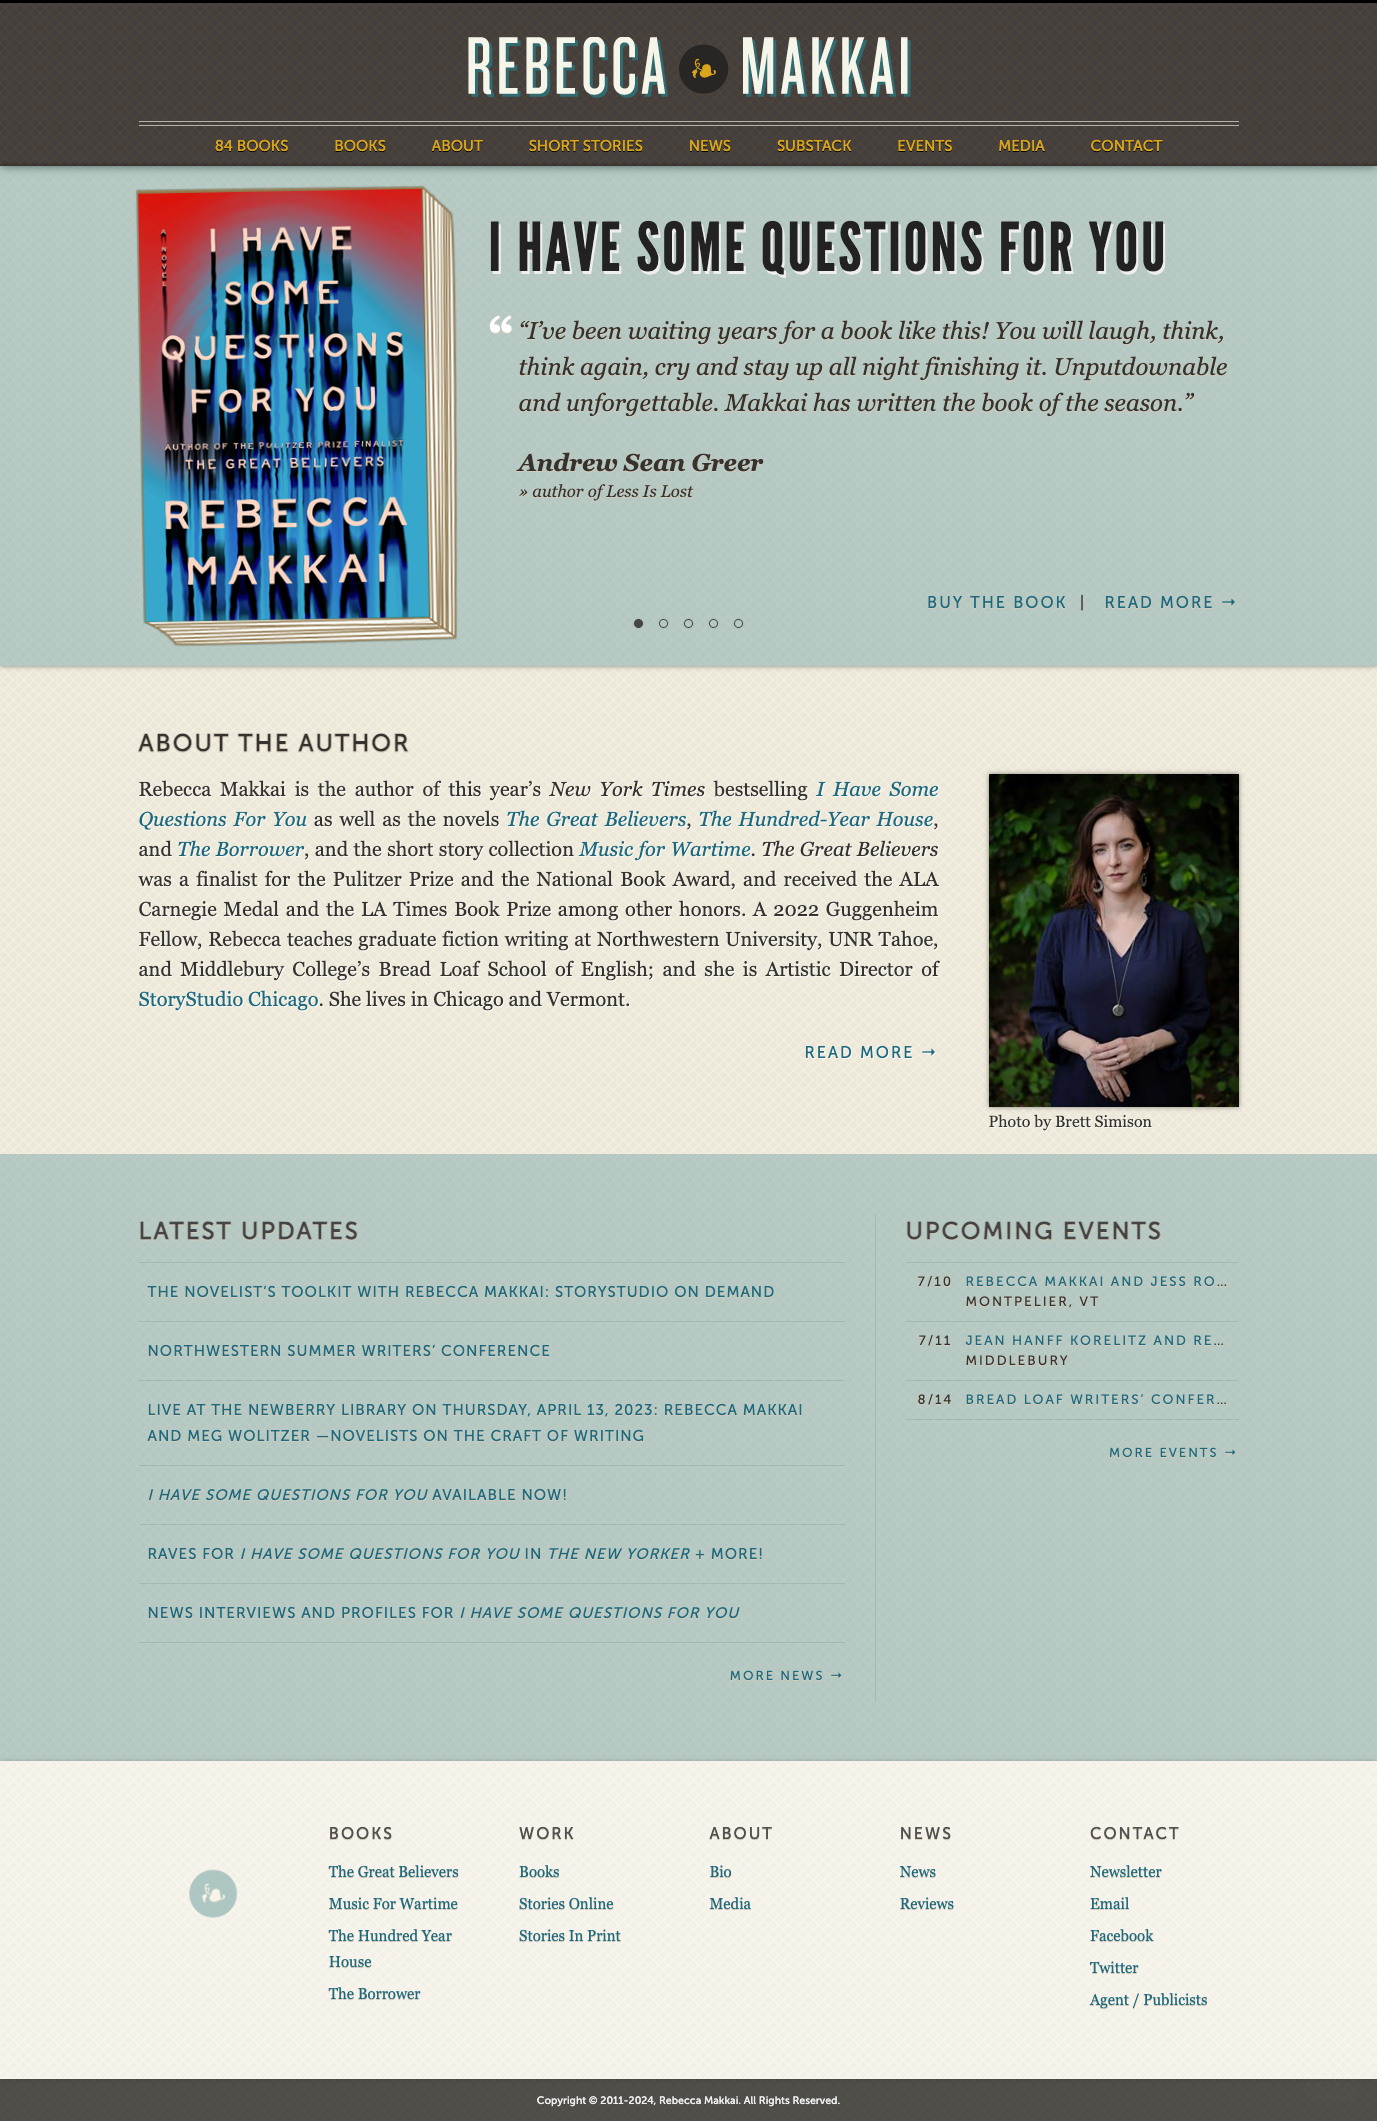 REBECCA MAKKAI
84 BOOKS BOOKS ABOUT SHORT STORIES NEWS SUBSTACK EVENTS MEDIA CONTACT
A NOVEL
I HAVE
SOME
QUESTIONS
FOR YOU
AUTHOR OF THE PULITZER PRIZE FINALIST
THE GREAT BELIEVERS
REBECCA
MAKKAI
I HAVE SOME QUESTIONS FOR YOU
“ “I’ve been waiting years for a book like this! You will laugh, think,
think again, cry and stay up all night finishing it. Unputdownable
and unforgettable. Makkai has written the book of the season.”
Andrew Sean Greer
» author of Less Is Lost
BUY THE BOOK | READ MORE →
ABOUT THE AUTHOR
Rebecca Makkai is the author of this year’s New York Times bestselling I Have Some
Questions For You as well as the novels The Great Believers, The Hundred-Year House,
and The Borrower, and the short story collection Music for Wartime. The Great Believers
was a finalist for the Pulitzer Prize and the National Book Award, and received the ALA
Carnegie Medal and the LA Times Book Prize among other honors. A 2022 Guggenheim
Fellow, Rebecca teaches graduate fiction writing at Northwestern University, UNR Tahoe,
and Middlebury College’s Bread Loaf School of English; and she is Artistic Director of
StoryStudio Chicago. She lives in Chicago and Vermont.
READ MORE →
Photo by Brett Simison
LATEST UPDATES
THE NOVELIST’S TOOLKIT WITH REBECCA MAKKAI: STORYSTUDIO ON DEMAND
NORTHWESTERN SUMMER WRITERS’ CONFERENCE
LIVE AT THE NEWBERRY LIBRARY ON THURSDAY, APRIL 13, 2023: REBECCA MAKKAI
AND MEG WOLITZER —NOVELISTS ON THE CRAFT OF WRITING
I HAVE SOME QUESTIONS FOR YOU AVAILABLE NOW!
RAVES FOR I HAVE SOME QUESTIONS FOR YOU IN THE NEW YORKER + MORE!
NEWS INTERVIEWS AND PROFILES FOR I HAVE SOME QUESTIONS FOR YOU
MORE NEWS →
UPCOMING EVENTS
7/10 REBECCA MAKKAI AND JESS RO…
MONTPELIER, VT
7/11 JEAN HANFF KORELITZ AND RE…
MIDDLEBURY
8/14 BREAD LOAF WRITERS’ CONFER…
MORE EVENTS →
BOOKS
The Great Believers
Music For Wartime
The Hundred Year
House
The Borrower
WORK
Books
Stories Online
Stories In Print
ABOUT
Bio
Media
NEWS
News
Reviews
CONTACT
Newsletter
Email
Facebook
Twitter
Agent / Publicists
Copyright © 2011-2024, Rebecca Makkai. All Rights Reserved.